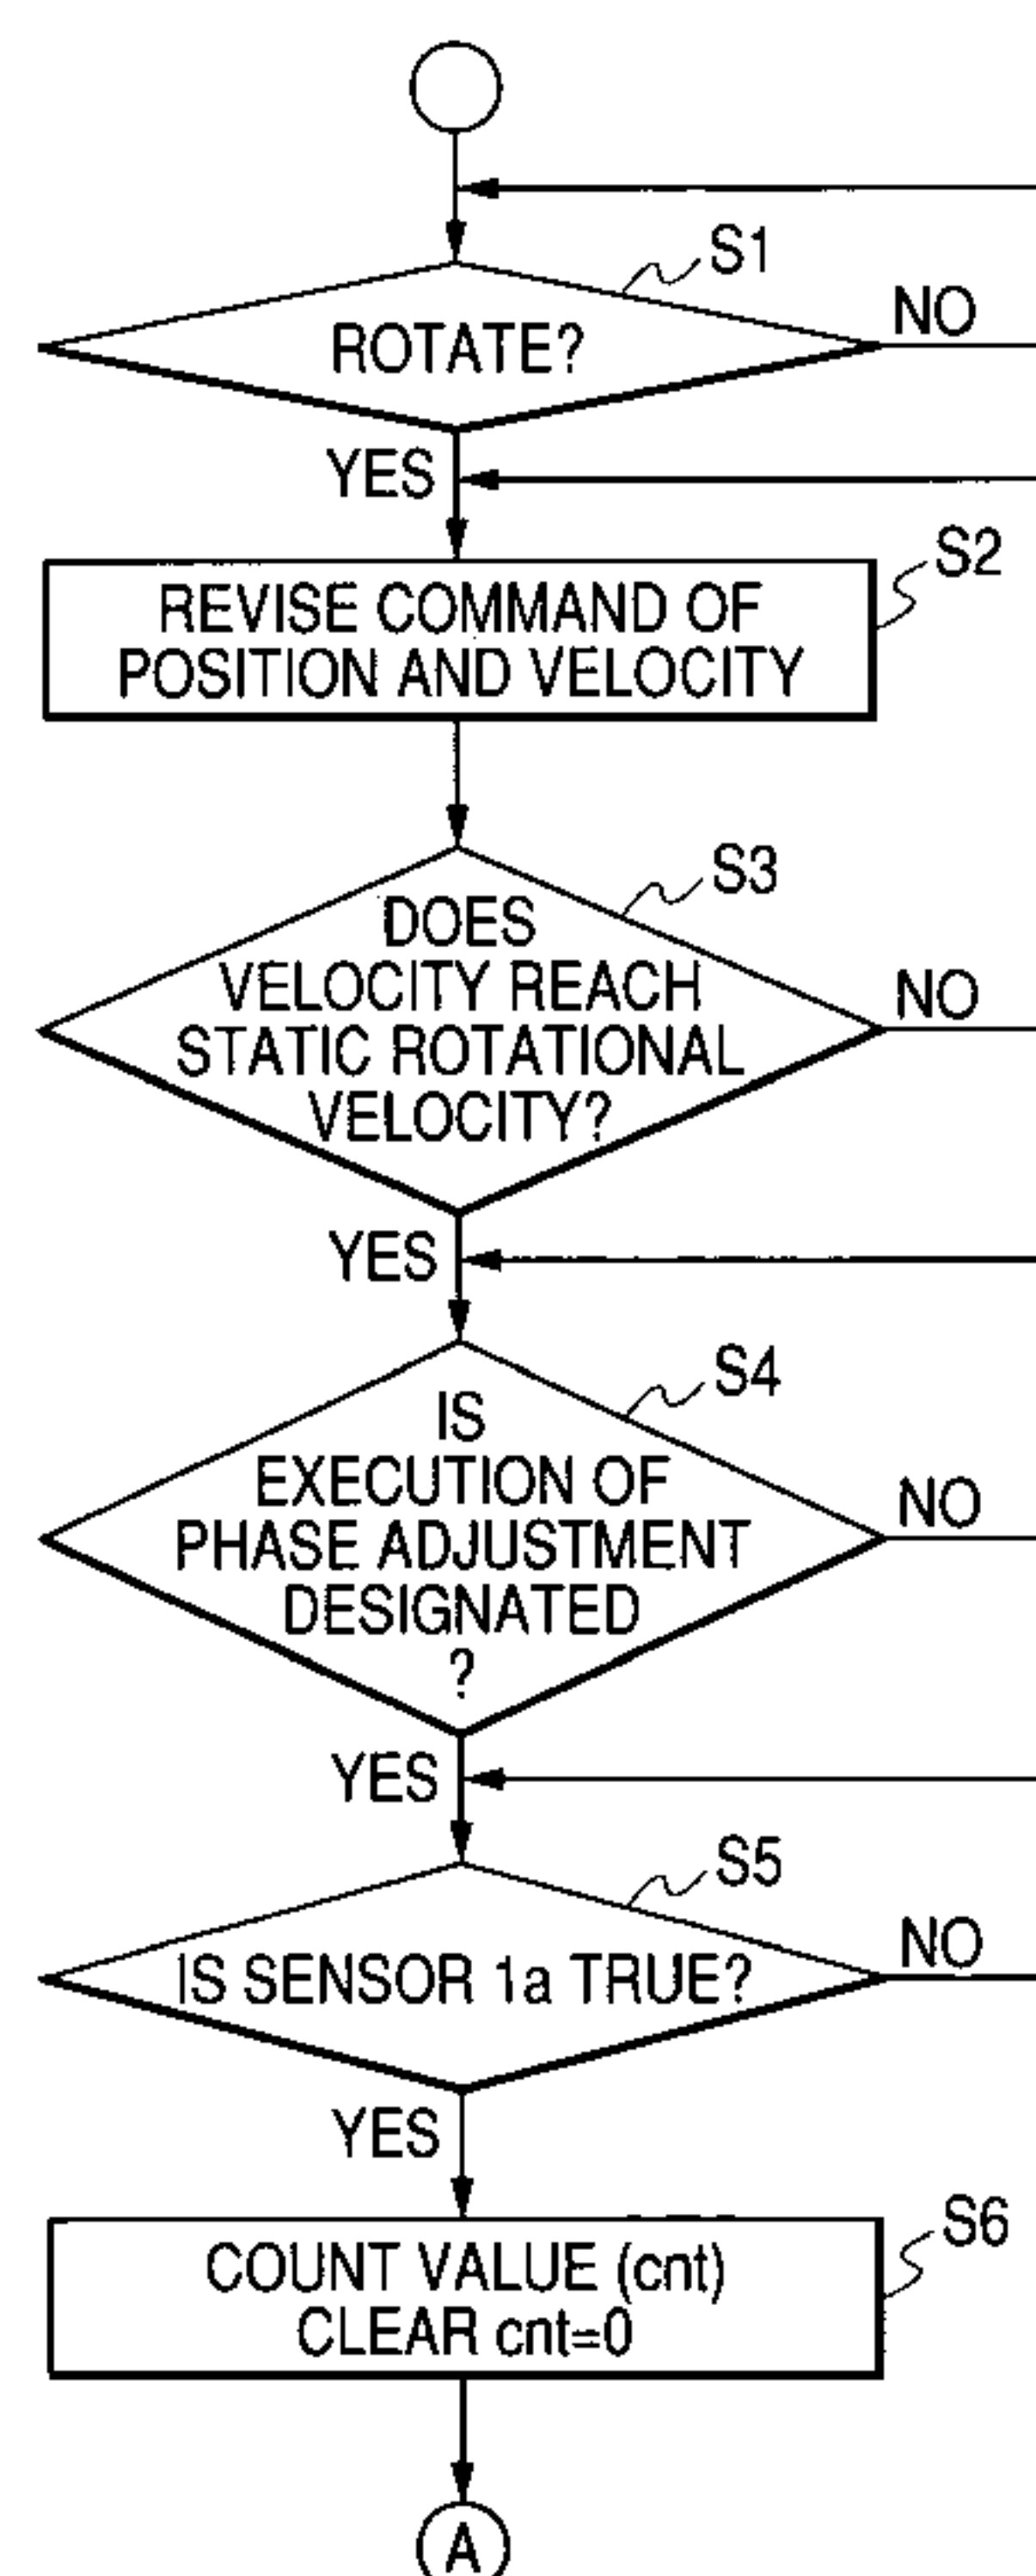 S1
ROTATE?
NO
YES
S2
REVISE COMMAND OF
POSITION AND VELOCITY
S3
DOES
VELOCITY REACH
STATIC ROTATIONAL
VELOCITY?
NO
YES
S4
IS
EXECUTION OF
PHASE ADJUSTMENT
DESIGNATED
?
NO
YES
S5
IS SENSOR 1a TRUE?
NO
YES
S6
COUNT VALUE (cnt)
CLEAR cnt=0
A